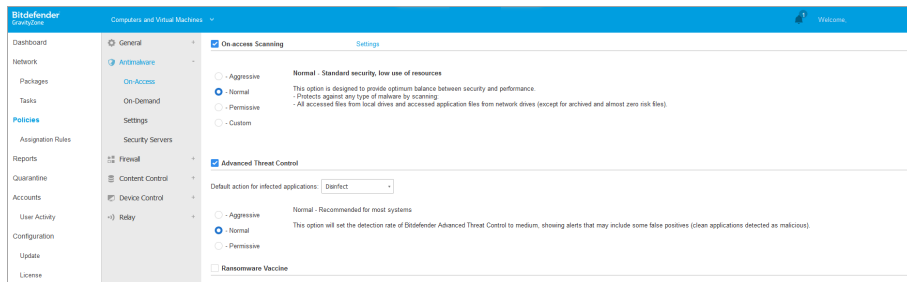 Bitdefender
GravityZone
Computers and Virtual Machines
Welcome,
Dashboard
Network
Packages
Tasks
Policies
Assignation Rules
Reports
Quarantine
Accounts
User Activity
Configuration
Update
License
General +
Antimalware -
On-Access
On-Demand
Settings
Security Servers
Firewall +
Content Control +
Device Control +
Relay +
On-access Scanning Settings
- Aggressive
- Normal
- Permissive
- Custom
Normal - Standard security, low use of resources
This option is designed to provide optimum balance between security and performance.
- Protects against any type of malware by scanning:
- All accessed files from local drives and accessed application files from network drives (except for archived and almost zero risk files).
Advanced Threat Control
Default action for infected applications: Disinfect
- Aggressive
- Normal
- Permissive
Normal - Recommended for most systems
This option will set the detection rate of Bitdefender Advanced Threat Control to medium, showing alerts that may include some false positives (clean applications detected as malicious).
Ransomware Vaccine